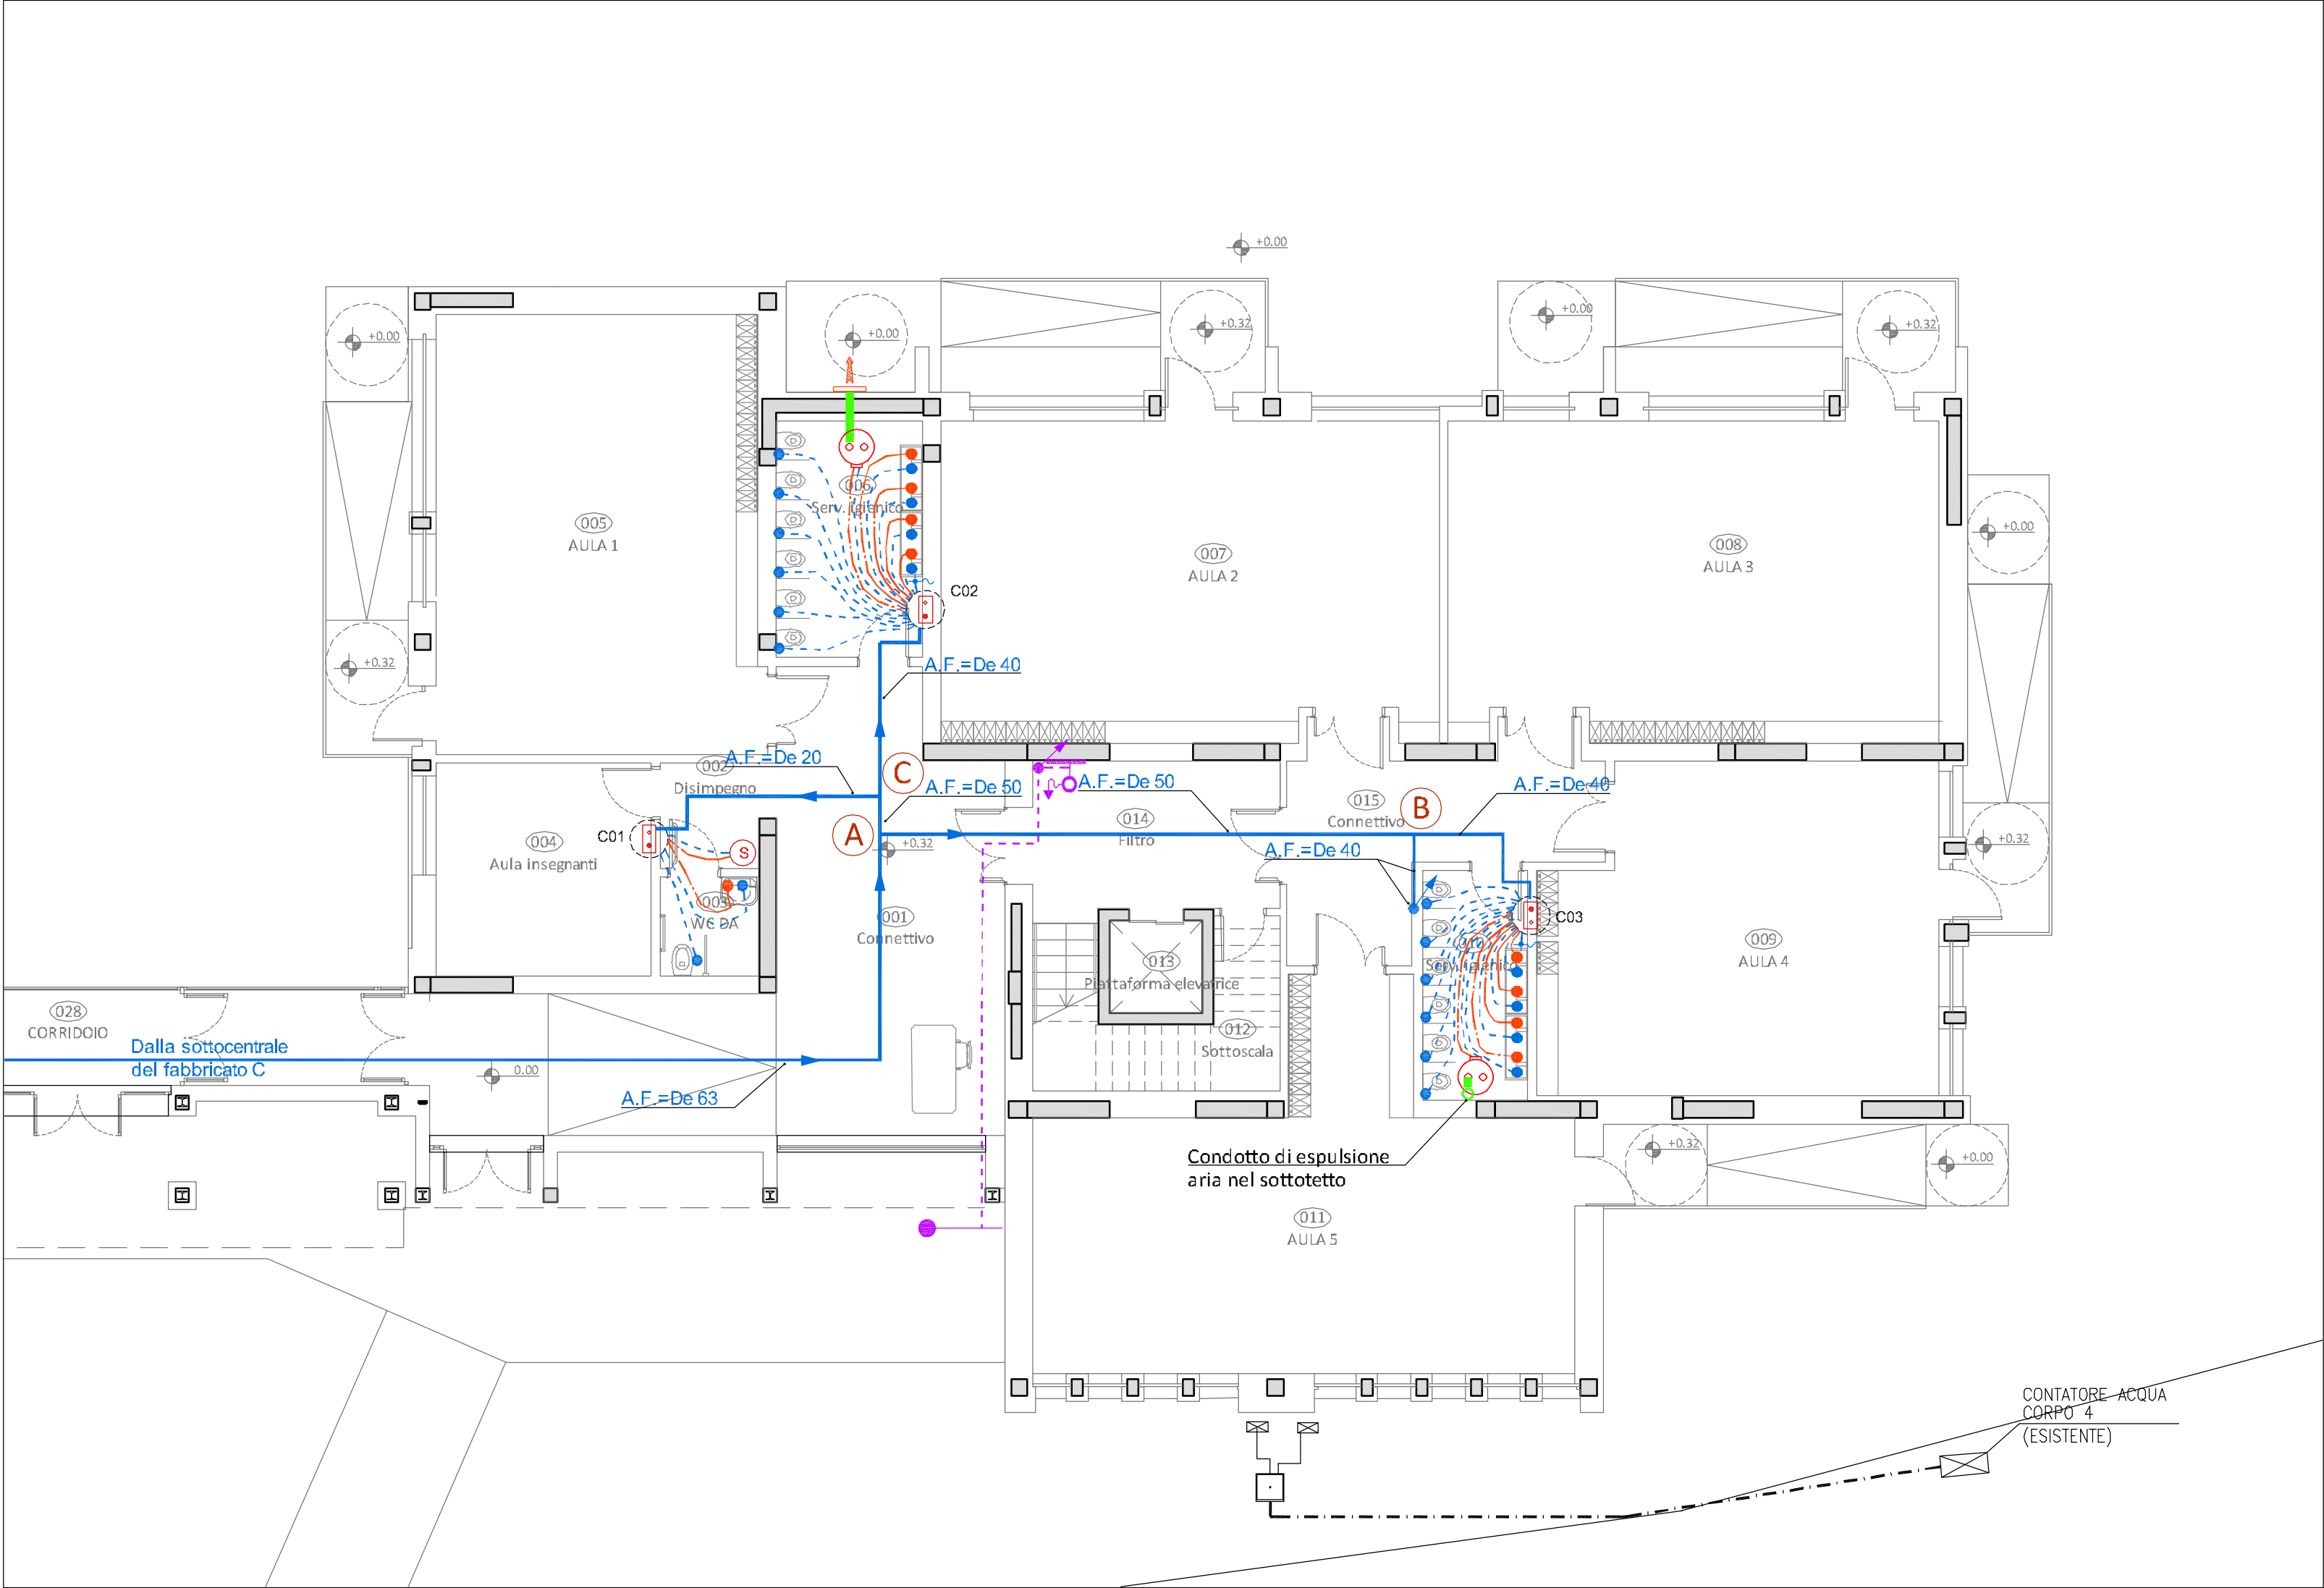 +0.00
+0.00
+0.00
+0.32
+0.00
+0.32
006
Serv. igienico
005
AULA 1
007
AULA 2
008
AULA 3
+0.00
C02
+0.32
A.F.=De 40
002
A.F.=De 20
Disimpegno
C
A.F.=De 50
A.F.=De 50
A.F.=De 40
015
Connettivo
B
014
Filtro
A
+0.32
C01
004
Aula insegnanti
S
003
WC DA
A.F.=De 40
+0.32
001
Connettivo
C03
010
Serv. igienico
009
AULA 4
013
Piattaforma elevatrice
012
Sottoscala
028
CORRIDOIO
Dalla sottocentrale
del fabbricato C
0.00
A.F.=De 63
Condotto di espulsione
aria nel sottotetto
+0.32
+0.00
011
AULA 5
CONTATORE ACQUA
CORPO 4
(ESISTENTE)